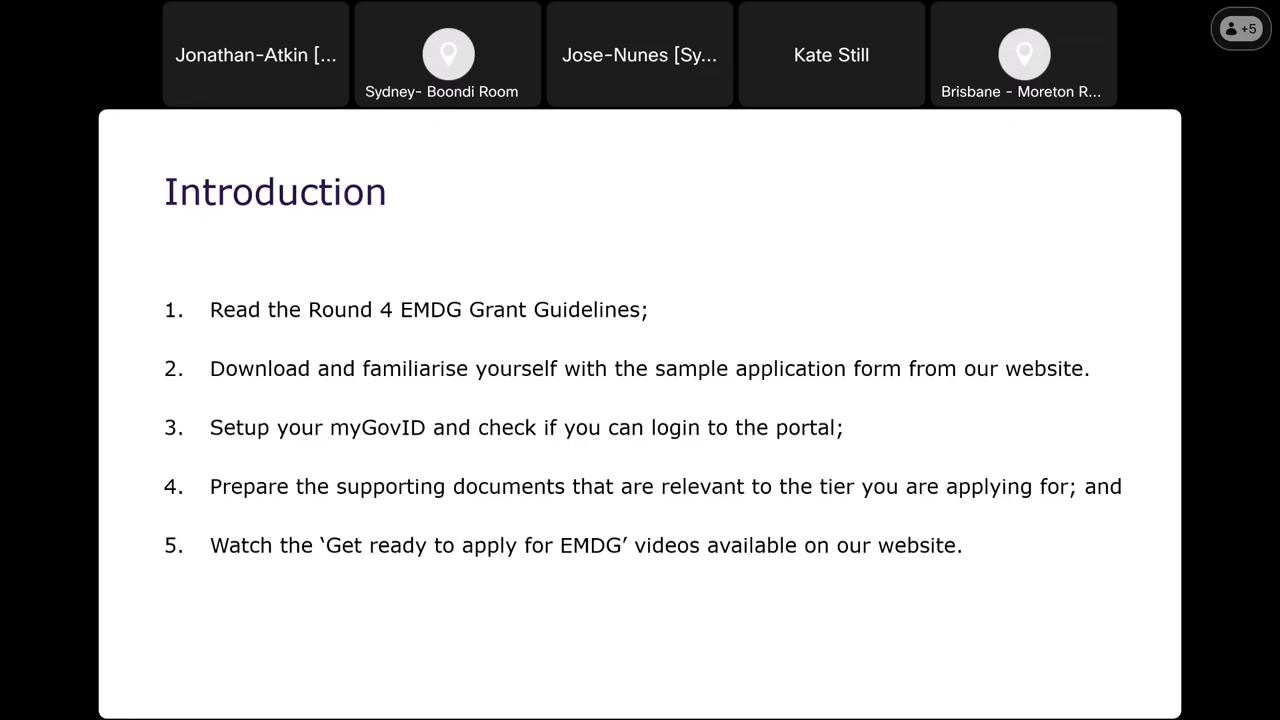 Jonathan-Atkin [...
Sydney- Boondi Room
Jose-Nunes [Sy...
Kate Still
Brisbane - Moreton R...
+5
Introduction
1. Read the Round 4 EMDG Grant Guidelines;
2. Download and familiarise yourself with the sample application form from our website.
3. Setup your myGovID and check if you can login to the portal;
4. Prepare the supporting documents that are relevant to the tier you are applying for; and
5. Watch the ‘Get ready to apply for EMDG’ videos available on our website.